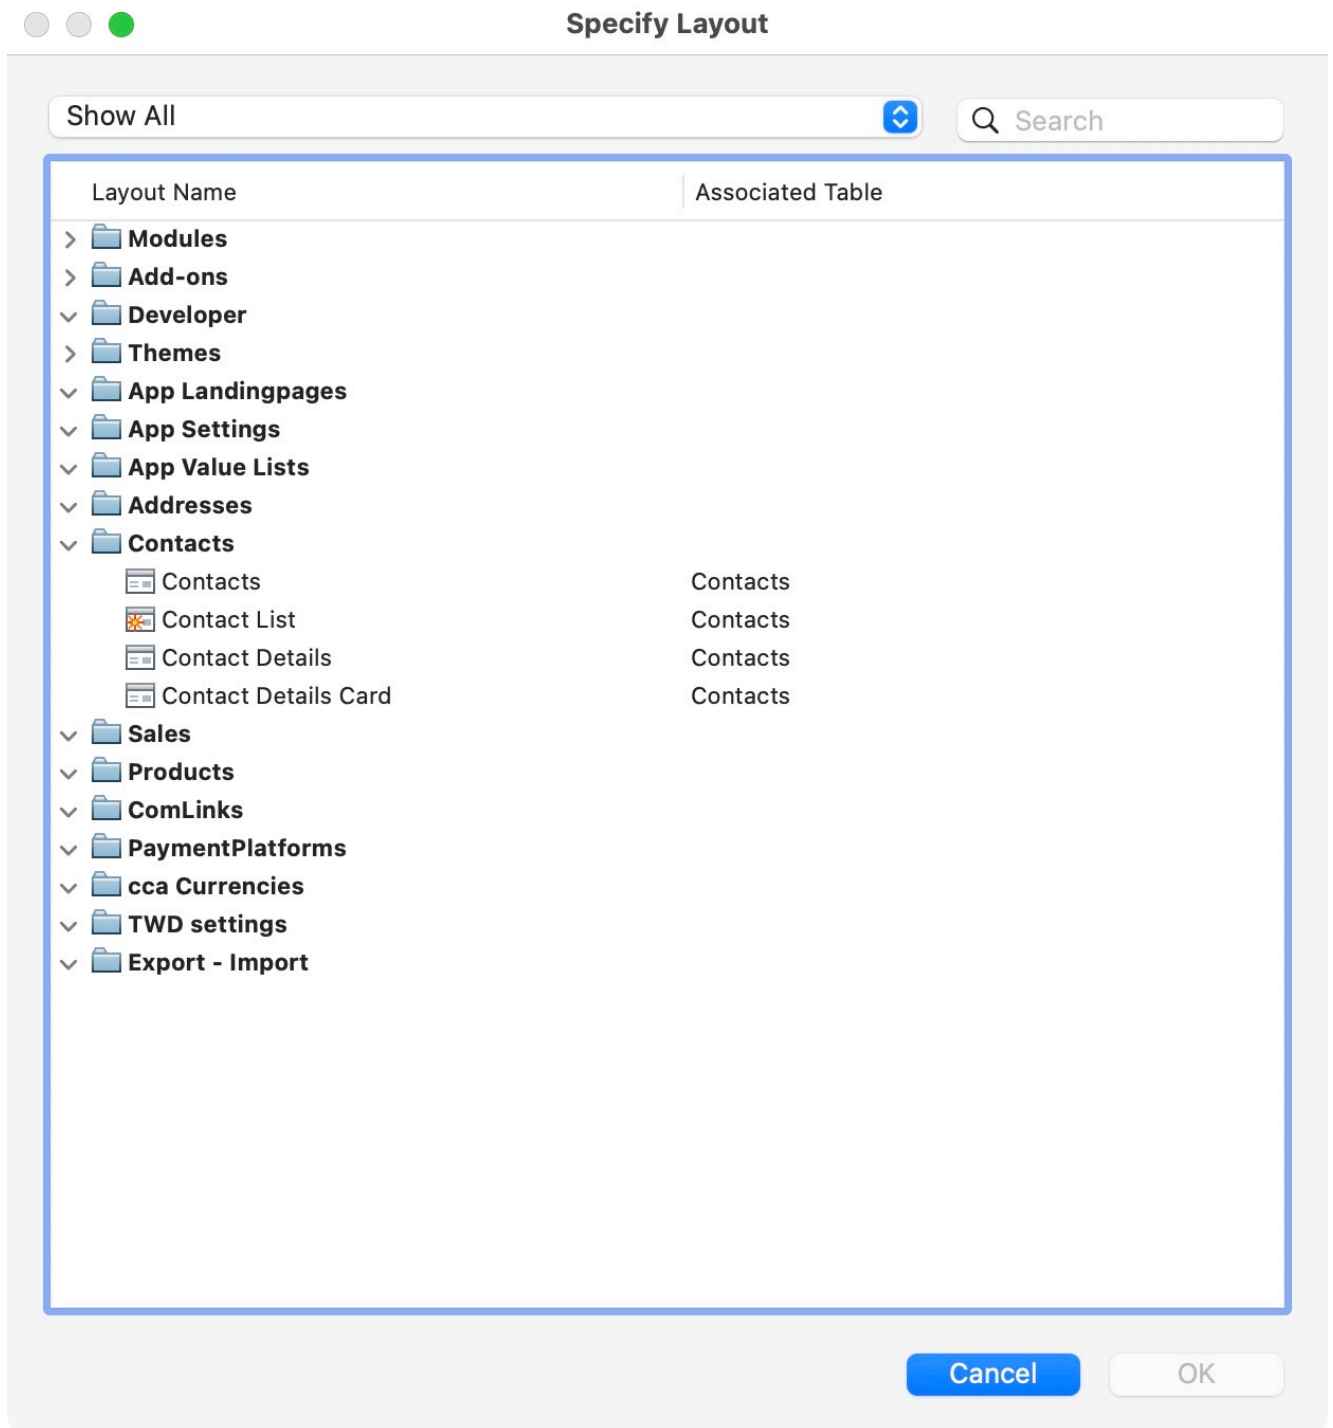 Specify Layout
Show All
Search
Layout Name Associated Table
Modules
Add-ons
Developer
Themes
App Landingpages
App Settings
App Value Lists
Addresses
Contacts
Contacts Contacts
Contact List Contacts
Contact Details Contacts
Contact Details Card Contacts
Sales
Products
ComLinks
PaymentPlatforms
cca Currencies
TWD settings
Export - Import
Cancel OK